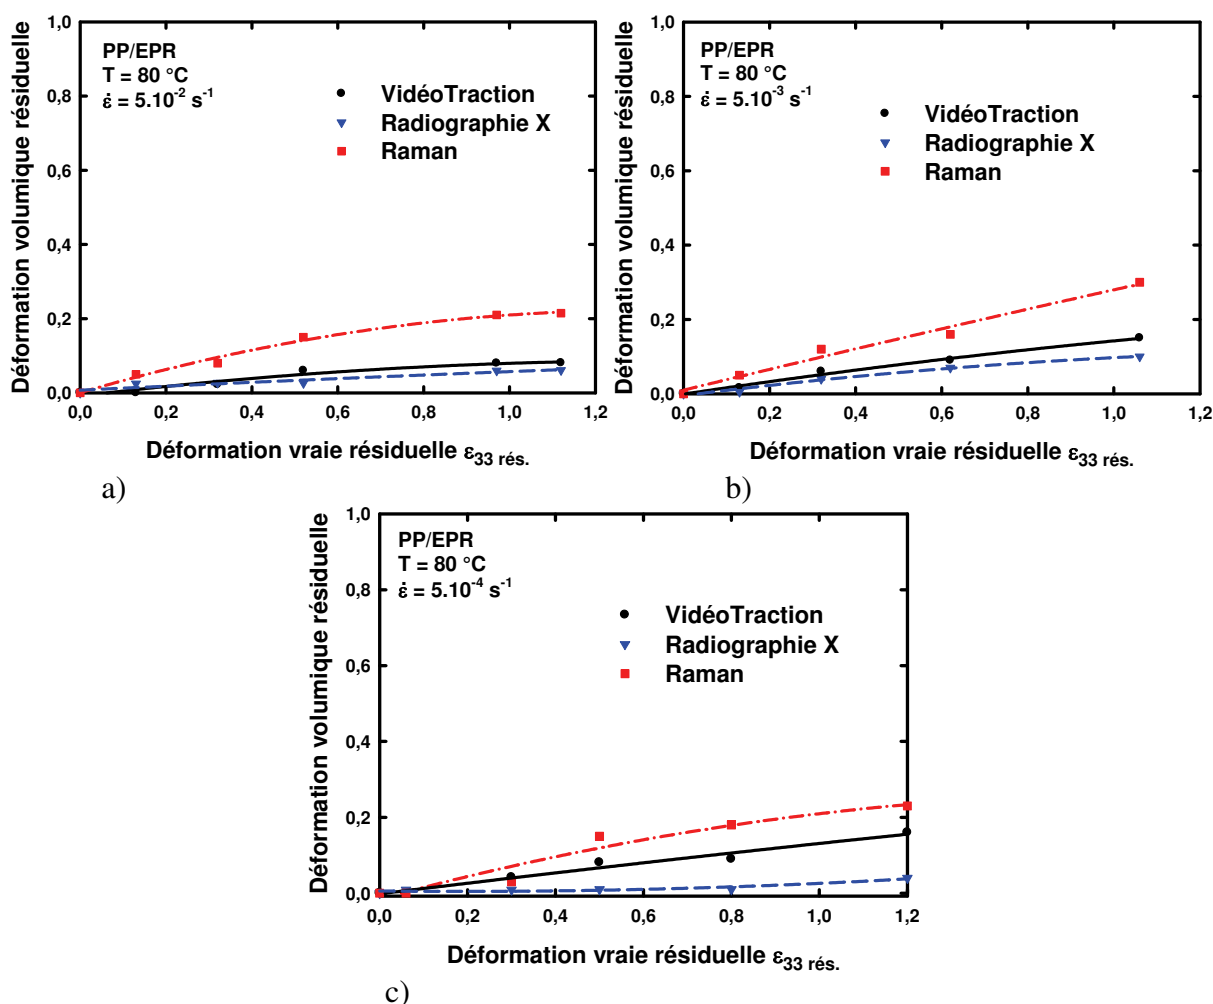 PP/EPR
T = 80 °C
ε̇ = 5.10⁻² s⁻¹
VidéoTraction
Radiographie X
Raman
Déformation volumique résiduelle
1,0
0,8
0,6
0,4
0,2
0,0
0,0 0,2 0,4 0,6 0,8 1,0 1,2
Déformation vraie résiduelle ε33 rés.
a)
PP/EPR
T = 80 °C
ε̇ = 5.10⁻³ s⁻¹
VidéoTraction
Radiographie X
Raman
Déformation volumique résiduelle
1,0
0,8
0,6
0,4
0,2
0,0
0,0 0,2 0,4 0,6 0,8 1,0 1,2
Déformation vraie résiduelle ε33 rés.
b)
PP/EPR
T = 80 °C
ε̇ = 5.10⁻⁴ s⁻¹
VidéoTraction
Radiographie X
Raman
Déformation volumique résiduelle
1,0
0,8
0,6
0,4
0,2
0,0
0,0 0,2 0,4 0,6 0,8 1,0 1,2
Déformation vraie résiduelle ε33 rés.
c)